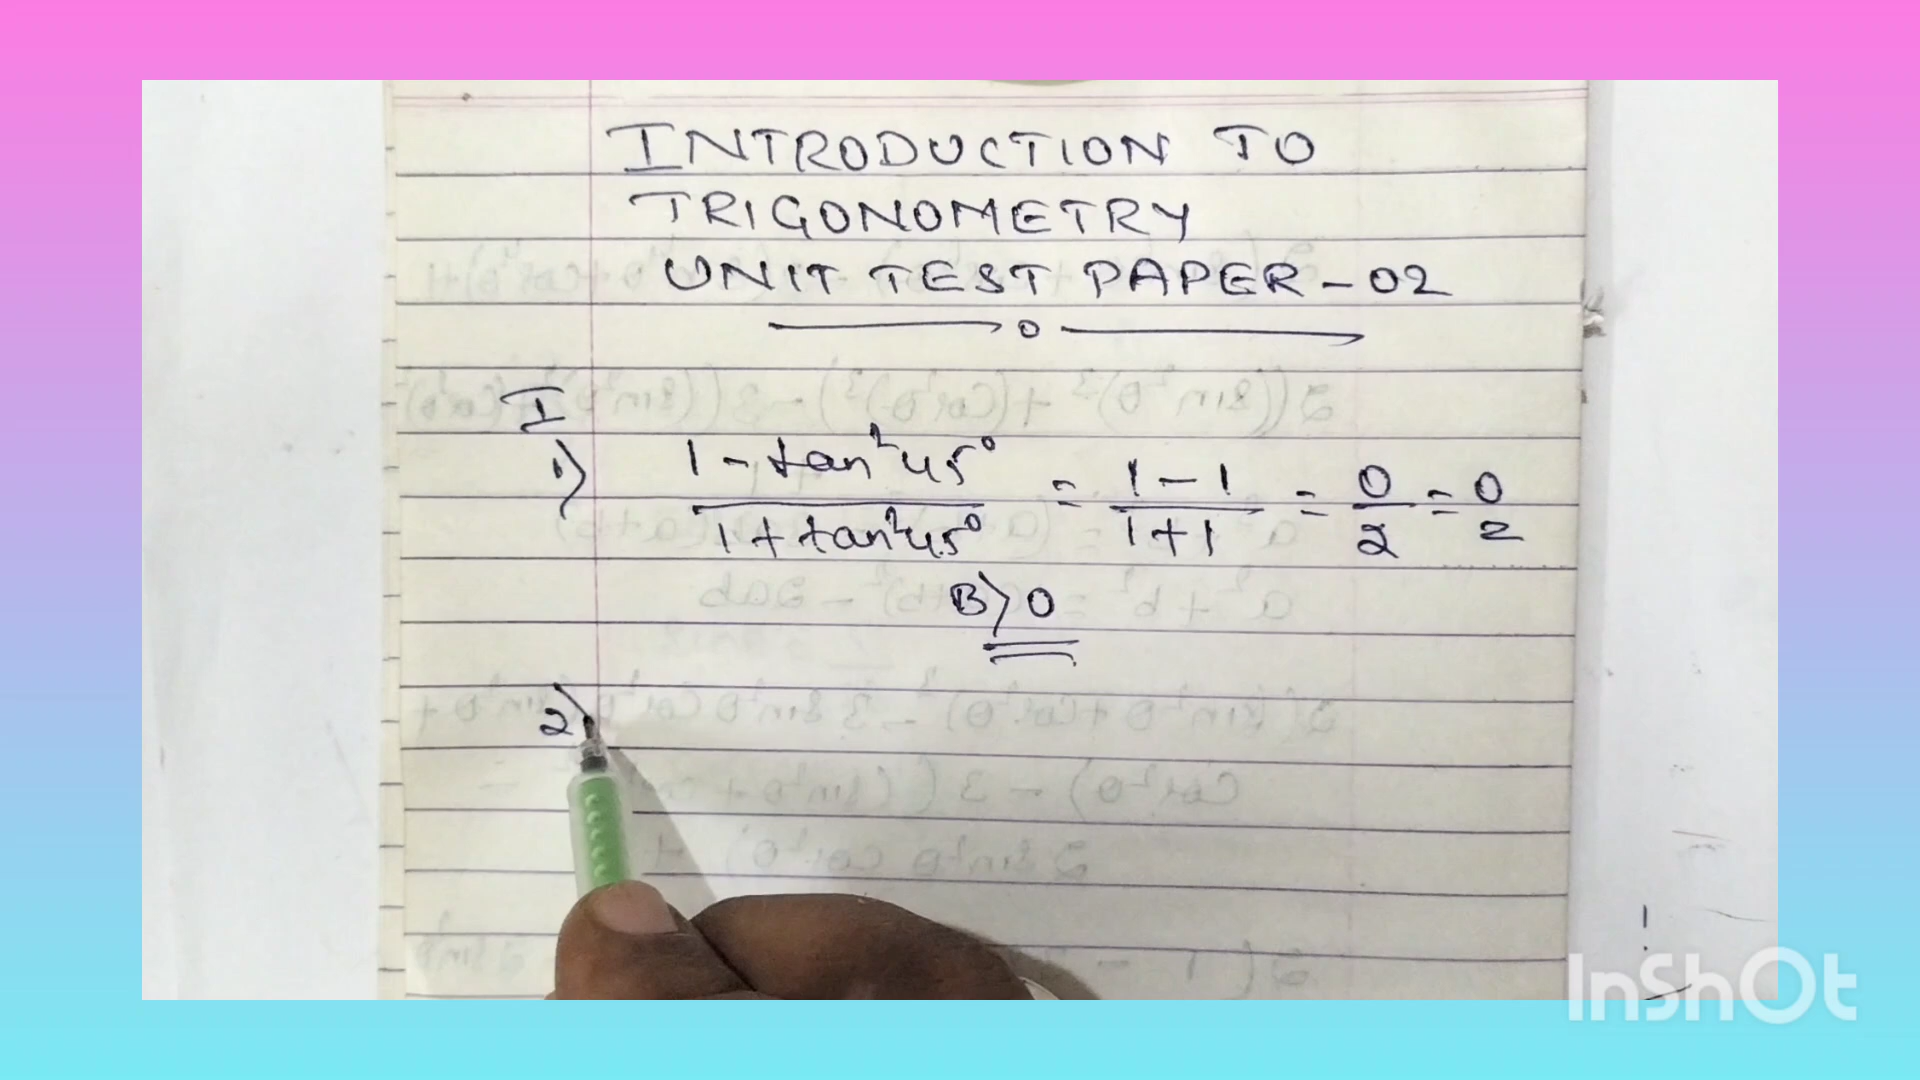 INTRODUCTION TO
TRIGONOMETRY
UNIT TEST PAPER - 02
I
1) (1 - tan²45°)/(1 + tan²45°) = (1 - 1)/(1 + 1) = 0/2 = 0/2
B) 0
2)
InShOt